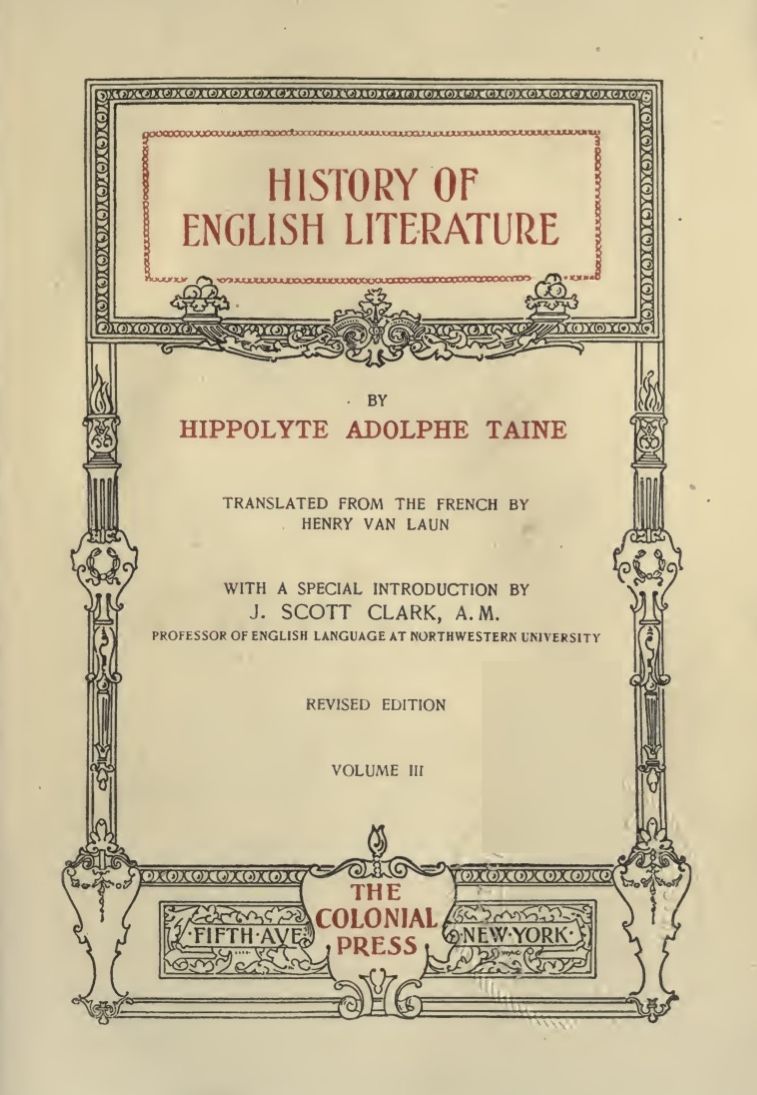 HISTORY OF
ENGLISH LITERATURE
BY
HIPPOLYTE ADOLPHE TAINE
TRANSLATED FROM THE FRENCH BY
HENRY VAN LAUN
WITH A SPECIAL INTRODUCTION BY
J. SCOTT CLARK, A.M.
PROFESSOR OF ENGLISH LANGUAGE AT NORTHWESTERN UNIVERSITY
REVISED EDITION
VOLUME III
THE
COLONIAL
PRESS
·FIFTH·AVE
NEW·YORK·